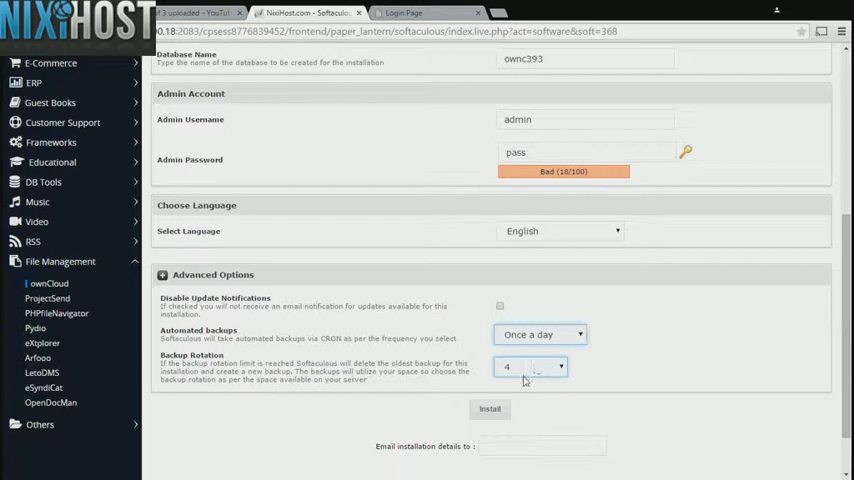 NIXIHOST
of 3 uploaded - YouTub
NixiHost.com - Softaculou
Login Page
00.18:2083/cpsess8776839452/frontend/paper_lantern/softaculous/index.live.php?act=software&soft=368
E-Commerce
ERP
Guest Books
Customer Support
Frameworks
Educational
DB Tools
Music
Video
RSS
File Management
ownCloud
ProjectSend
PHPfileNavigator
Pydio
eXtplorer
Arfooo
LetoDMS
eSyndiCat
OpenDocMan
Others
Database Name
Type the name of the database to be created for the installation
ownc393
Admin Account
Admin Username
admin
Admin Password
pass
Bad (18/100)
Choose Language
Select Language
English
Advanced Options
Disable Update Notifications
If checked you will not receive an email notification for updates available for this
installation.
Automated backups
Softaculous will take automated backups via CRON as per the frequency you select
Once a day
Backup Rotation
If the backup rotation limit is reached Softaculous will delete the oldest backup for this
installation and create a new backup. The backups will utilize your space so choose the
backup rotation as per the space available on your server
4
Install
Email installation details to :